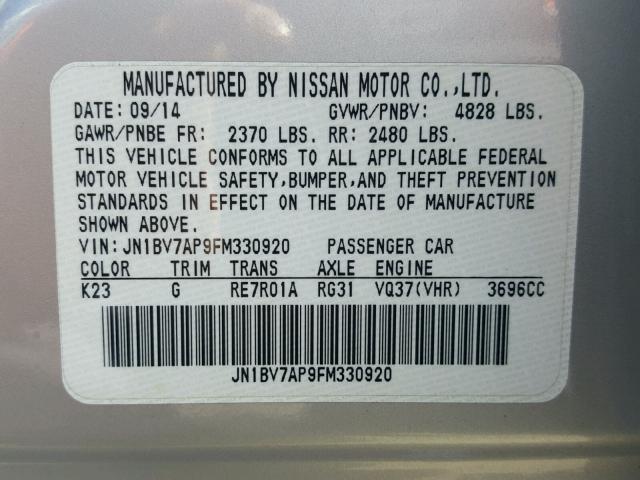 MANUFACTURED BY NISSAN MOTOR CO.,LTD.
DATE: 09/14 GVWR/PNBV: 4828 LBS.
GAWR/PNBE FR: 2370 LBS. RR: 2480 LBS.
THIS VEHICLE CONFORMS TO ALL APPLICABLE FEDERAL
MOTOR VEHICLE SAFETY,BUMPER,AND THEFT PREVENTION
STANDARDS IN EFFECT ON THE DATE OF MANUFACTURE
SHOWN ABOVE.
VIN:JN1BV7AP9FM330920 PASSENGER CAR
COLOR TRIM TRANS AXLE ENGINE
K23 G RE7R01A RG31 VQ37(VHR) 3696CC
JN1BV7AP9FM330920